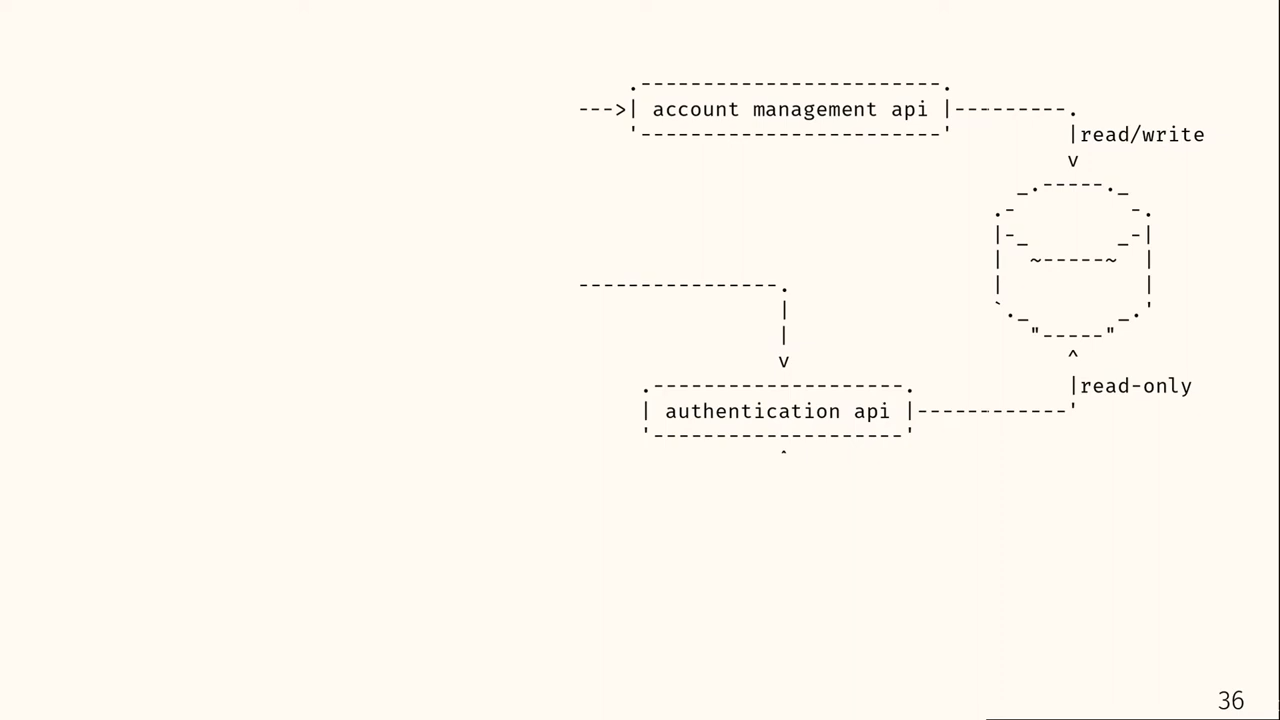 account management api
read/write
read-only
authentication api
36